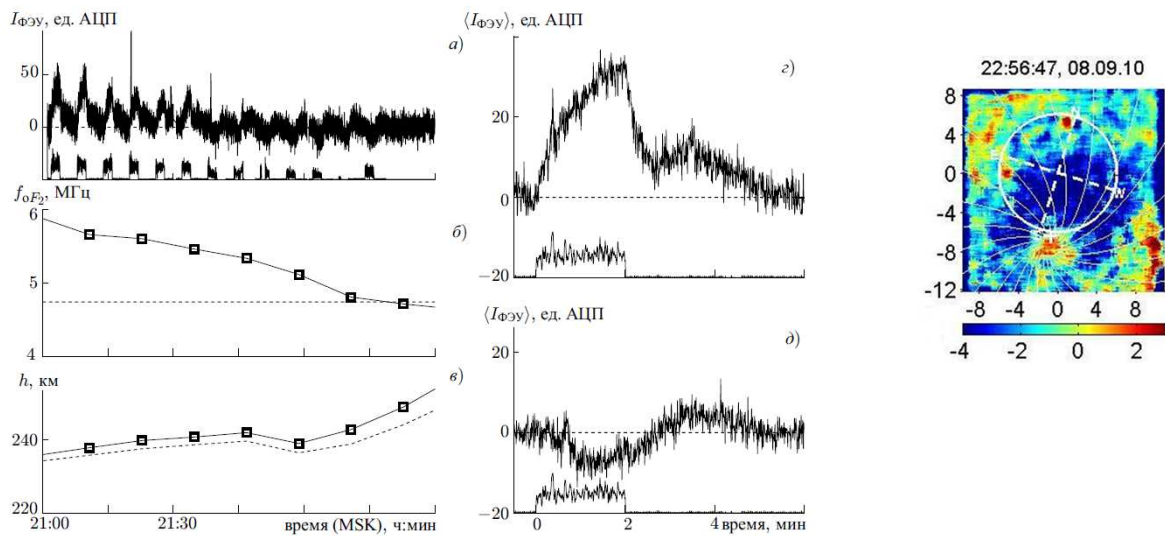 I_ФЭУ, ед. АЦП
а)
50
0
f_oF₂, МГц
6
б)
5
4
h, км
в)
240
220
21:00
21:30
время (MSK), ч:мин
⟨I_ФЭУ⟩, ед. АЦП
г)
20
0
−20
⟨I_ФЭУ⟩, ед. АЦП
20
д)
0
−20
0
2
4
время, мин
22:56:47, 08.09.10
8
4
0
-4
-8
-12
-8 -4 0 4 8
-4 -2 0 2